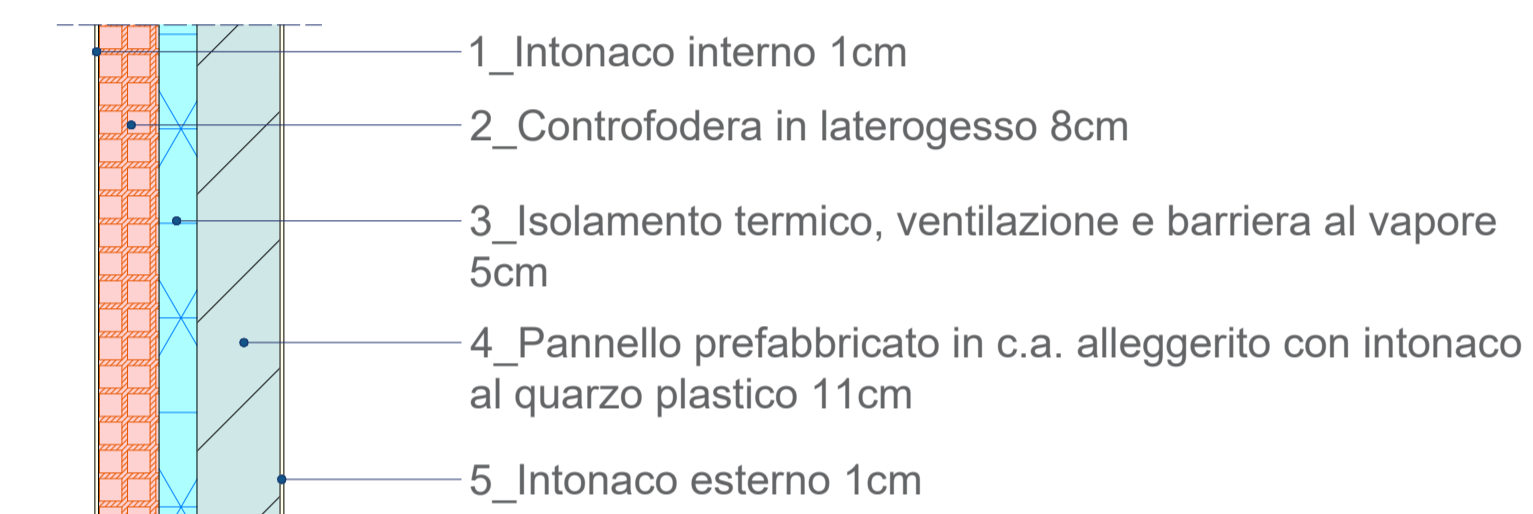 1_Intonaco interno 1cm
2_Controfodera in laterogesso 8cm
3_Isolamento termico, ventilazione e barriera al vapore
5cm
4_Pannello prefabbricato in c.a. alleggerito con intonaco
al quarzo plastico 11cm
5_Intonaco esterno 1cm